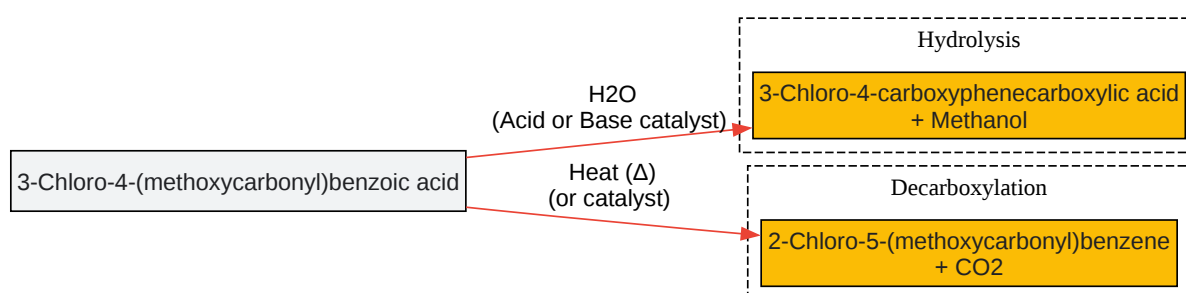 Hydrolysis
3-Chloro-4-carboxyphenecarboxylic acid
+ Methanol
H2O
(Acid or Base catalyst)
3-Chloro-4-(methoxycarbonyl)benzoic acid
Heat (Δ)
(or catalyst)
Decarboxylation
2-Chloro-5-(methoxycarbonyl)benzene
+ CO2